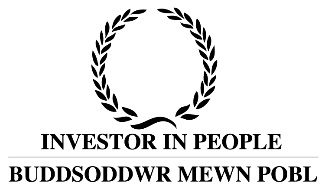 INVESTOR IN PEOPLE
BUDDSODDWR MEWN POBL